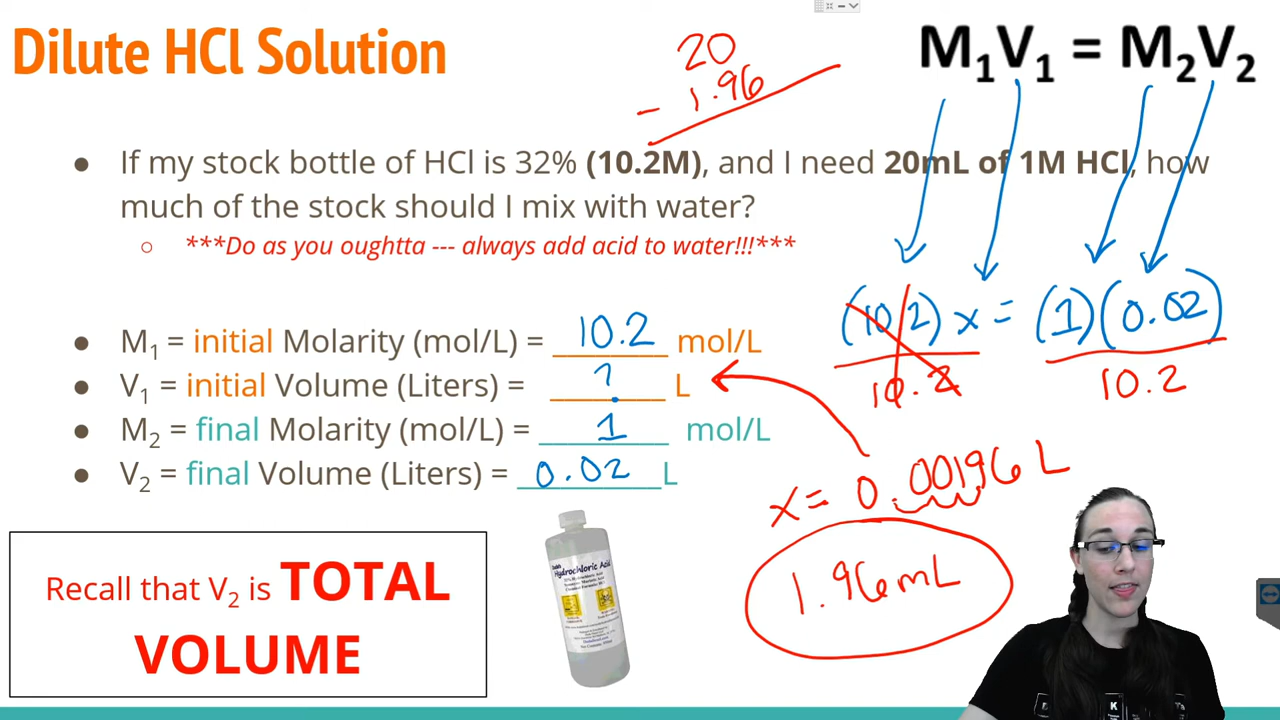 Dilute HCl Solution
M₁V₁ = M₂V₂
20
- 1.96
● If my stock bottle of HCl is 32% (10.2M), and I need 20mL of 1M HCl, how
much of the stock should I mix with water?
○ ***Do as you oughtta --- always add acid to water!!!***
(10.2) x = (1)(0.02)
10.2 10.2
● M₁ = initial Molarity (mol/L) = 10.2 mol/L
● V₁ = initial Volume (Liters) = ? L
● M₂ = final Molarity (mol/L) = 1 mol/L
● V₂ = final Volume (Liters) = 0.02 L
x = 0.00196 L
1.96mL
Recall that V₂ is TOTAL
VOLUME
Hydrochloric Acid
K